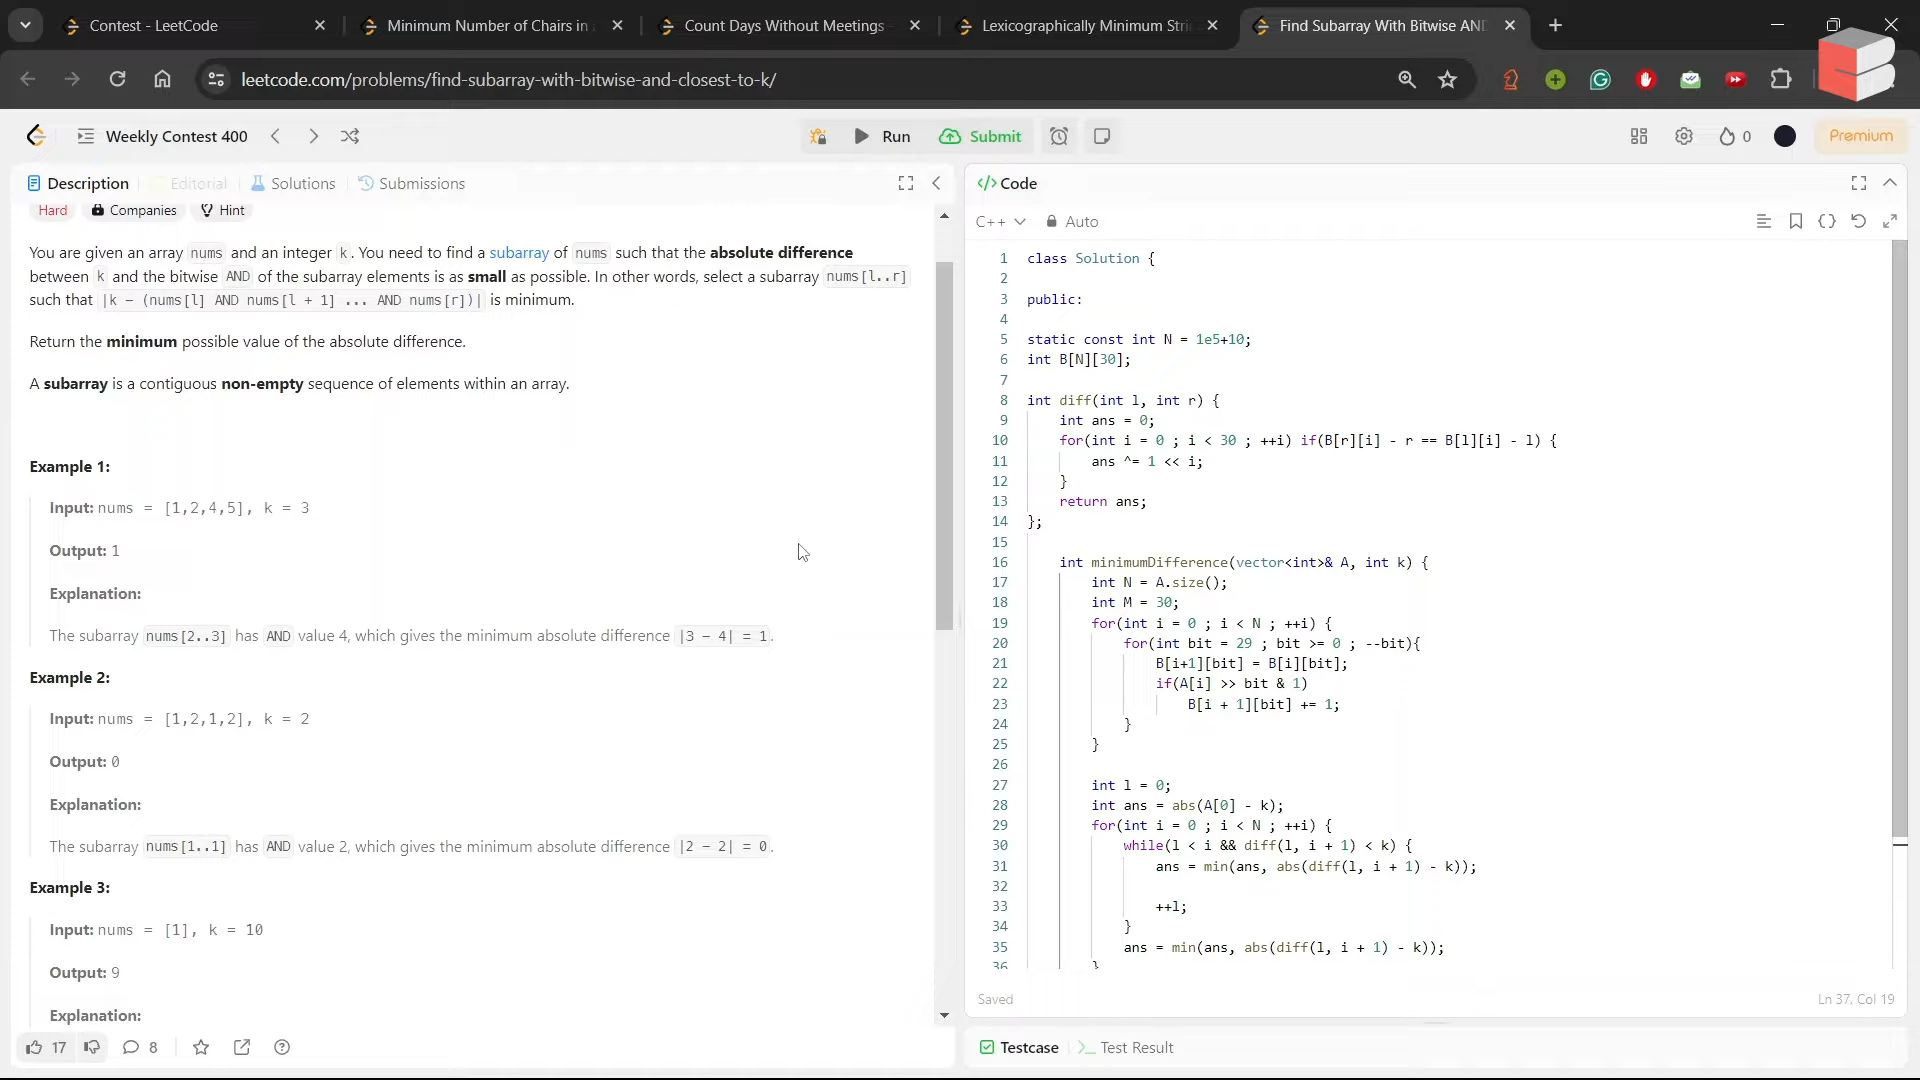 Contest - LeetCode
Minimum Number of Chairs in
Count Days Without Meetings -
Lexicographically Minimum Stri
Find Subarray With Bitwise AND
leetcode.com/problems/find-subarray-with-bitwise-and-closest-to-k/
Weekly Contest 400
Run
Submit
0
Premium
Description
Editorial
Solutions
Submissions
Hard
Companies
Hint
You are given an array nums and an integer k. You need to find a subarray of nums such that the absolute difference
between k and the bitwise AND of the subarray elements is as small as possible. In other words, select a subarray nums[l..r]
such that |k - (nums[l] AND nums[l + 1] ... AND nums[r])| is minimum.
Return the minimum possible value of the absolute difference.
A subarray is a contiguous non-empty sequence of elements within an array.
Example 1:
Input: nums = [1,2,4,5], k = 3
Output: 1
Explanation:
The subarray nums[2..3] has AND value 4, which gives the minimum absolute difference |3 - 4| = 1.
Example 2:
Input: nums = [1,2,1,2], k = 2
Output: 0
Explanation:
The subarray nums[1..1] has AND value 2, which gives the minimum absolute difference |2 - 2| = 0.
Example 3:
Input: nums = [1], k = 10
Output: 9
Explanation:
17
8
</> Code
C++
Auto
1 class Solution {
2
3 public:
4
5 static const int N = 1e5+10;
6 int B[N][30];
7
8 int diff(int l, int r) {
9 int ans = 0;
10 for(int i = 0 ; i < 30 ; ++i) if(B[r][i] - r == B[l][i] - l) {
11 ans ^= 1 << i;
12 }
13 return ans;
14 };
15
16 int minimumDifference(vector<int>& A, int k) {
17 int N = A.size();
18 int M = 30;
19 for(int i = 0 ; i < N ; ++i) {
20 for(int bit = 29 ; bit >= 0 ; --bit){
21 B[i+1][bit] = B[i][bit];
22 if(A[i] >> bit & 1)
23 B[i + 1][bit] += 1;
24 }
25 }
26
27 int l = 0;
28 int ans = abs(A[0] - k);
29 for(int i = 0 ; i < N ; ++i) {
30 while(l < i && diff(l, i + 1) < k) {
31 ans = min(ans, abs(diff(l, i + 1) - k));
32
33 ++l;
34 }
35 ans = min(ans, abs(diff(l, i + 1) - k));
36 }
Saved
Ln 37, Col 19
Testcase
Test Result